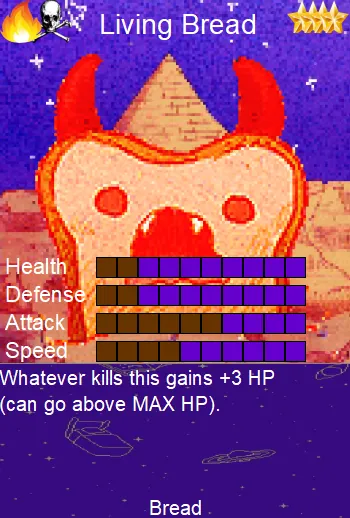 Living Bread
Health
Defense
Attack
Speed
Whatever kills this gains +3 HP
(can go above MAX HP).
Bread